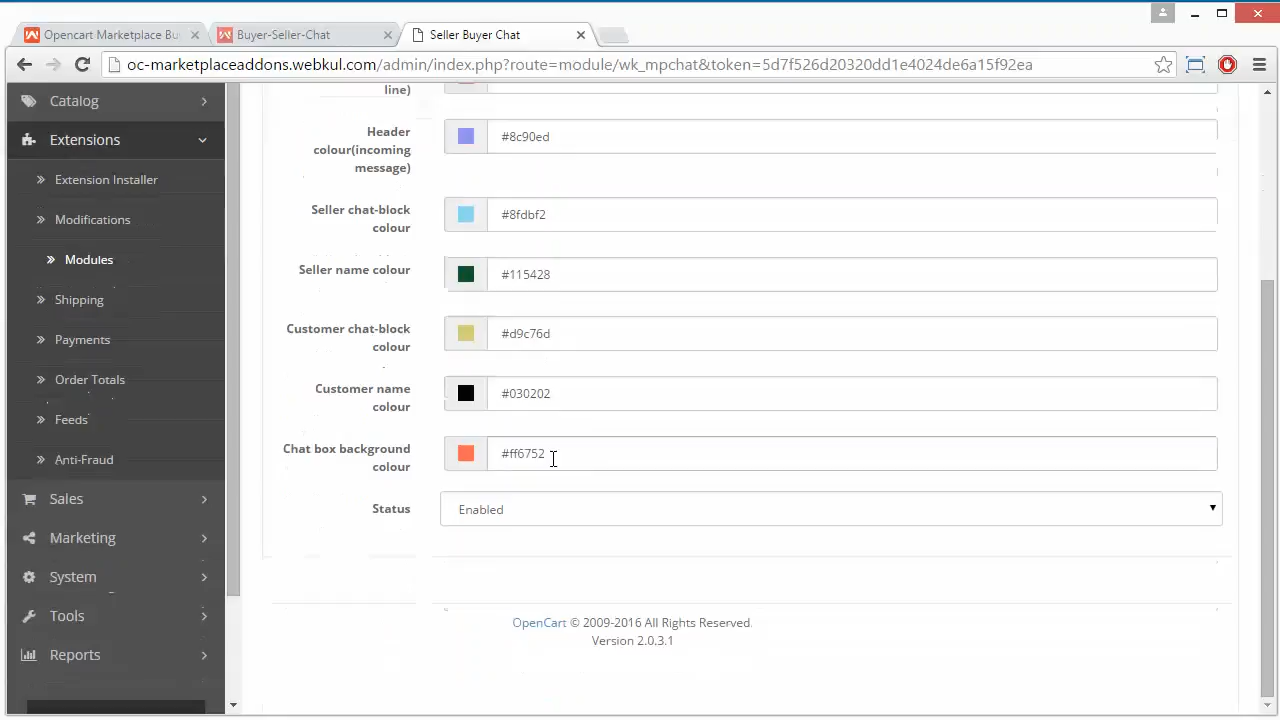 Opencart Marketplace Bu
Buyer-Seller-Chat
Seller Buyer Chat
oc-marketplaceaddons.webkul.com/admin/index.php?route=module/wk_mpchat&token=5d7f526d20320dd1e4024de6a15f92ea
Catalog
Extensions
Extension Installer
Modifications
Modules
Shipping
Payments
Order Totals
Feeds
Anti-Fraud
Sales
Marketing
System
Tools
Reports
line)
Header
colour(incoming
message)
#8c90ed
Seller chat-block
colour
#8fdbf2
Seller name colour
#115428
Customer chat-block
colour
#d9c76d
Customer name
colour
#030202
Chat box background
colour
#ff6752
Status
Enabled
OpenCart © 2009-2016 All Rights Reserved.
Version 2.0.3.1